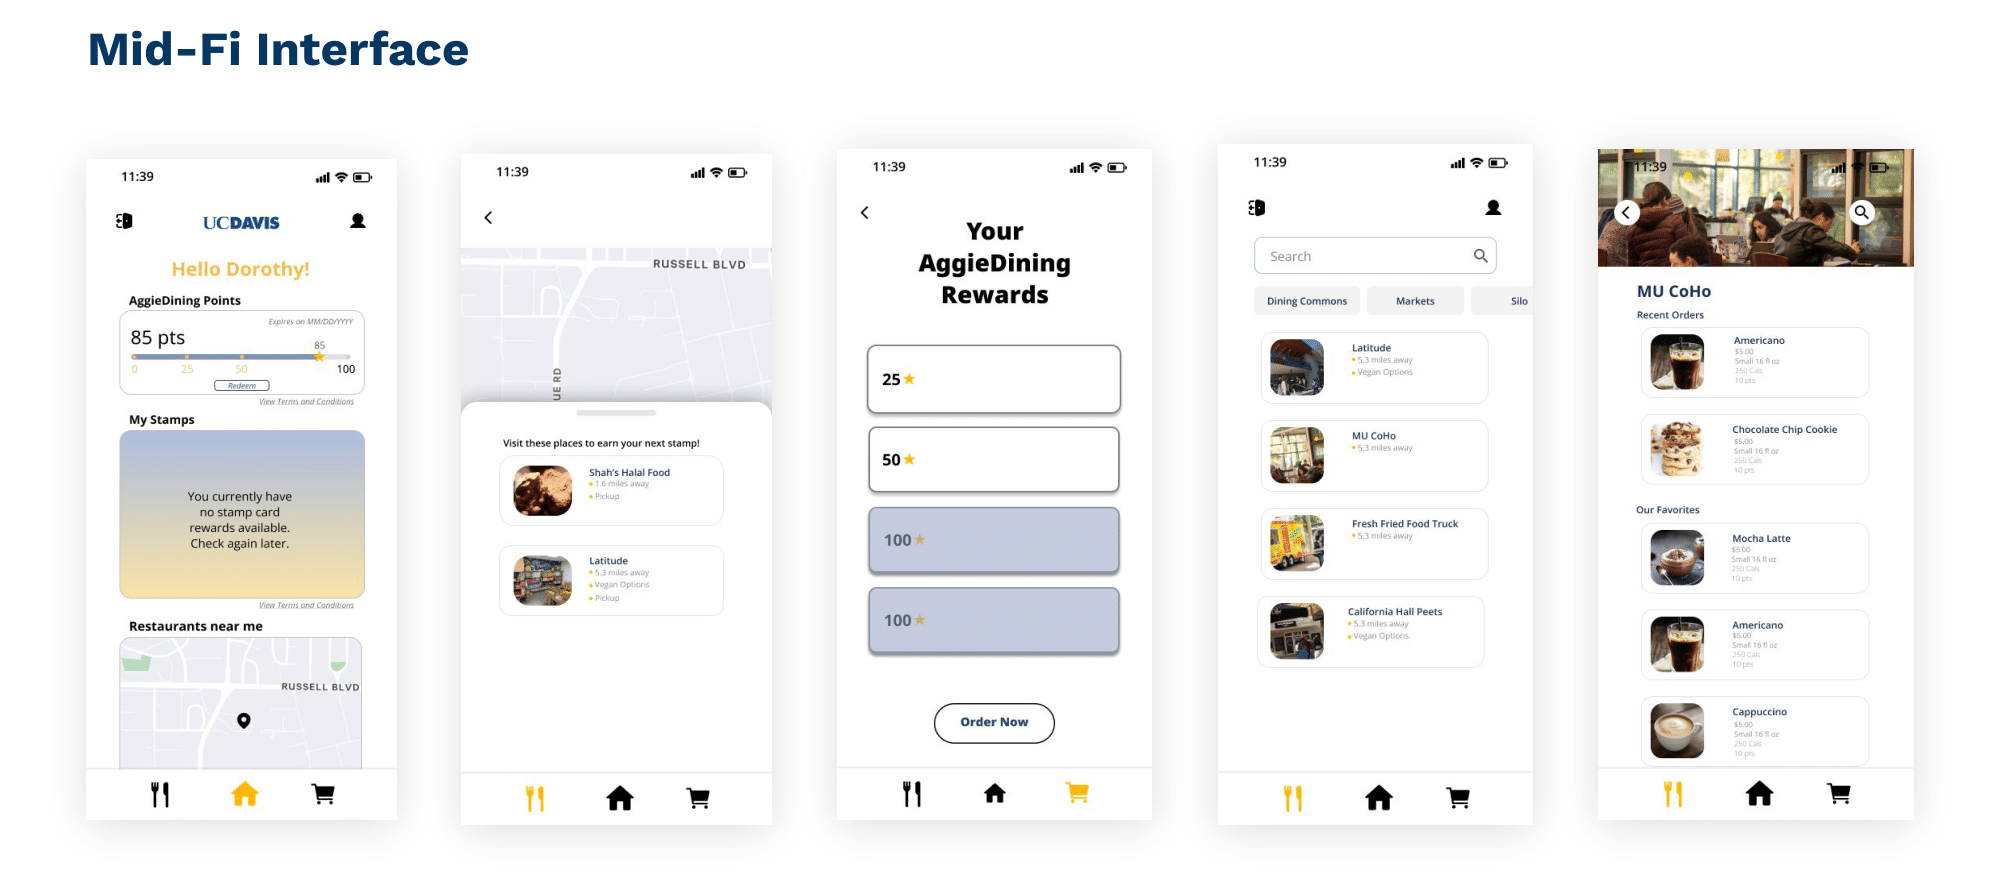 Mid-Fi Interface
11:39
UCDAVIS
Hello Dorothy!
AggieDining Points
Expires on MM/DD/YYYY
85 pts
85
0 25 50 100
Redeem
View Terms and Conditions
My Stamps
You currently have
no stamp card
rewards available.
Check again later.
View Terms and Conditions
Restaurants near me
RUSSELL BLVD
11:39
RUSSELL BLVD
UE RD
Visit these places to earn your next stamp!
Shah's Halal Food
1.6 miles away
Pickup
Latitude
5.3 miles away
Vegan Options
Pickup
11:39
Your
AggieDining
Rewards
25
50
100
100
Order Now
11:39
Search
Dining Commons Markets Silo
Latitude
5.3 miles away
Vegan Options
MU CoHo
5.3 miles away
Fresh Fried Food Truck
5.3 miles away
California Hall Peets
5.3 miles away
Vegan Options
11:39
MU CoHo
Recent Orders
Americano
$5.00
Small 16 fl oz
250 Cals
10 pts
Chocolate Chip Cookie
$5.00
Small 16 fl oz
250 Cals
10 pts
Our Favorites
Mocha Latte
$5.00
Small 16 fl oz
250 Cals
10 pts
Americano
$5.00
Small 16 fl oz
250 Cals
10 pts
Cappuccino
$5.00
Small 16 fl oz
250 Cals
10 pts